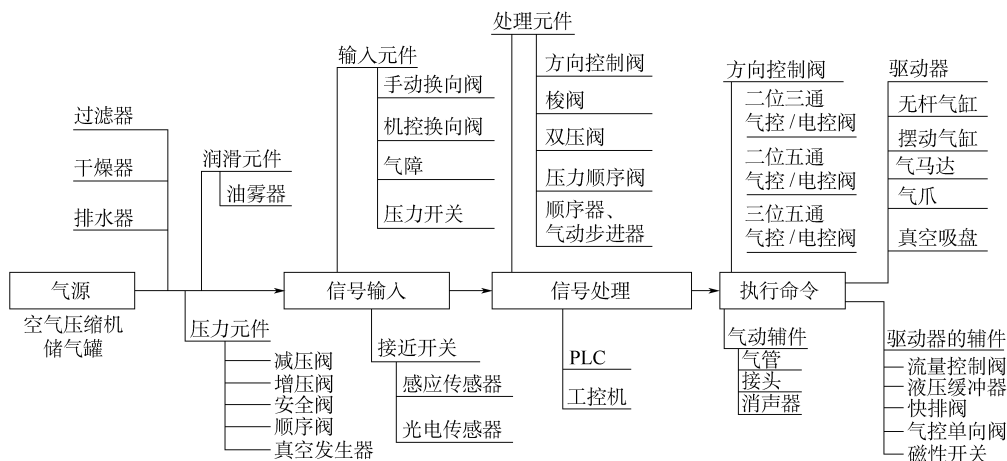 过滤器
干燥器
排水器
润滑元件
油雾器
气源
空气压缩机
储气罐
压力元件
减压阀
增压阀
安全阀
顺序阀
真空发生器
输入元件
手动换向阀
机控换向阀
气障
压力开关
信号输入
接近开关
感应传感器
光电传感器
处理元件
方向控制阀
梭阀
双压阀
压力顺序阀
顺序器、
气动步进器
信号处理
PLC
工控机
方向控制阀
二位三通
气控/电控阀
二位五通
气控/电控阀
三位五通
气控/电控阀
执行命令
气动辅件
气管
接头
消声器
驱动器
无杆气缸
摆动气缸
气马达
气爪
真空吸盘
驱动器的辅件
流量控制阀
液压缓冲器
快排阀
气控单向阀
磁性开关